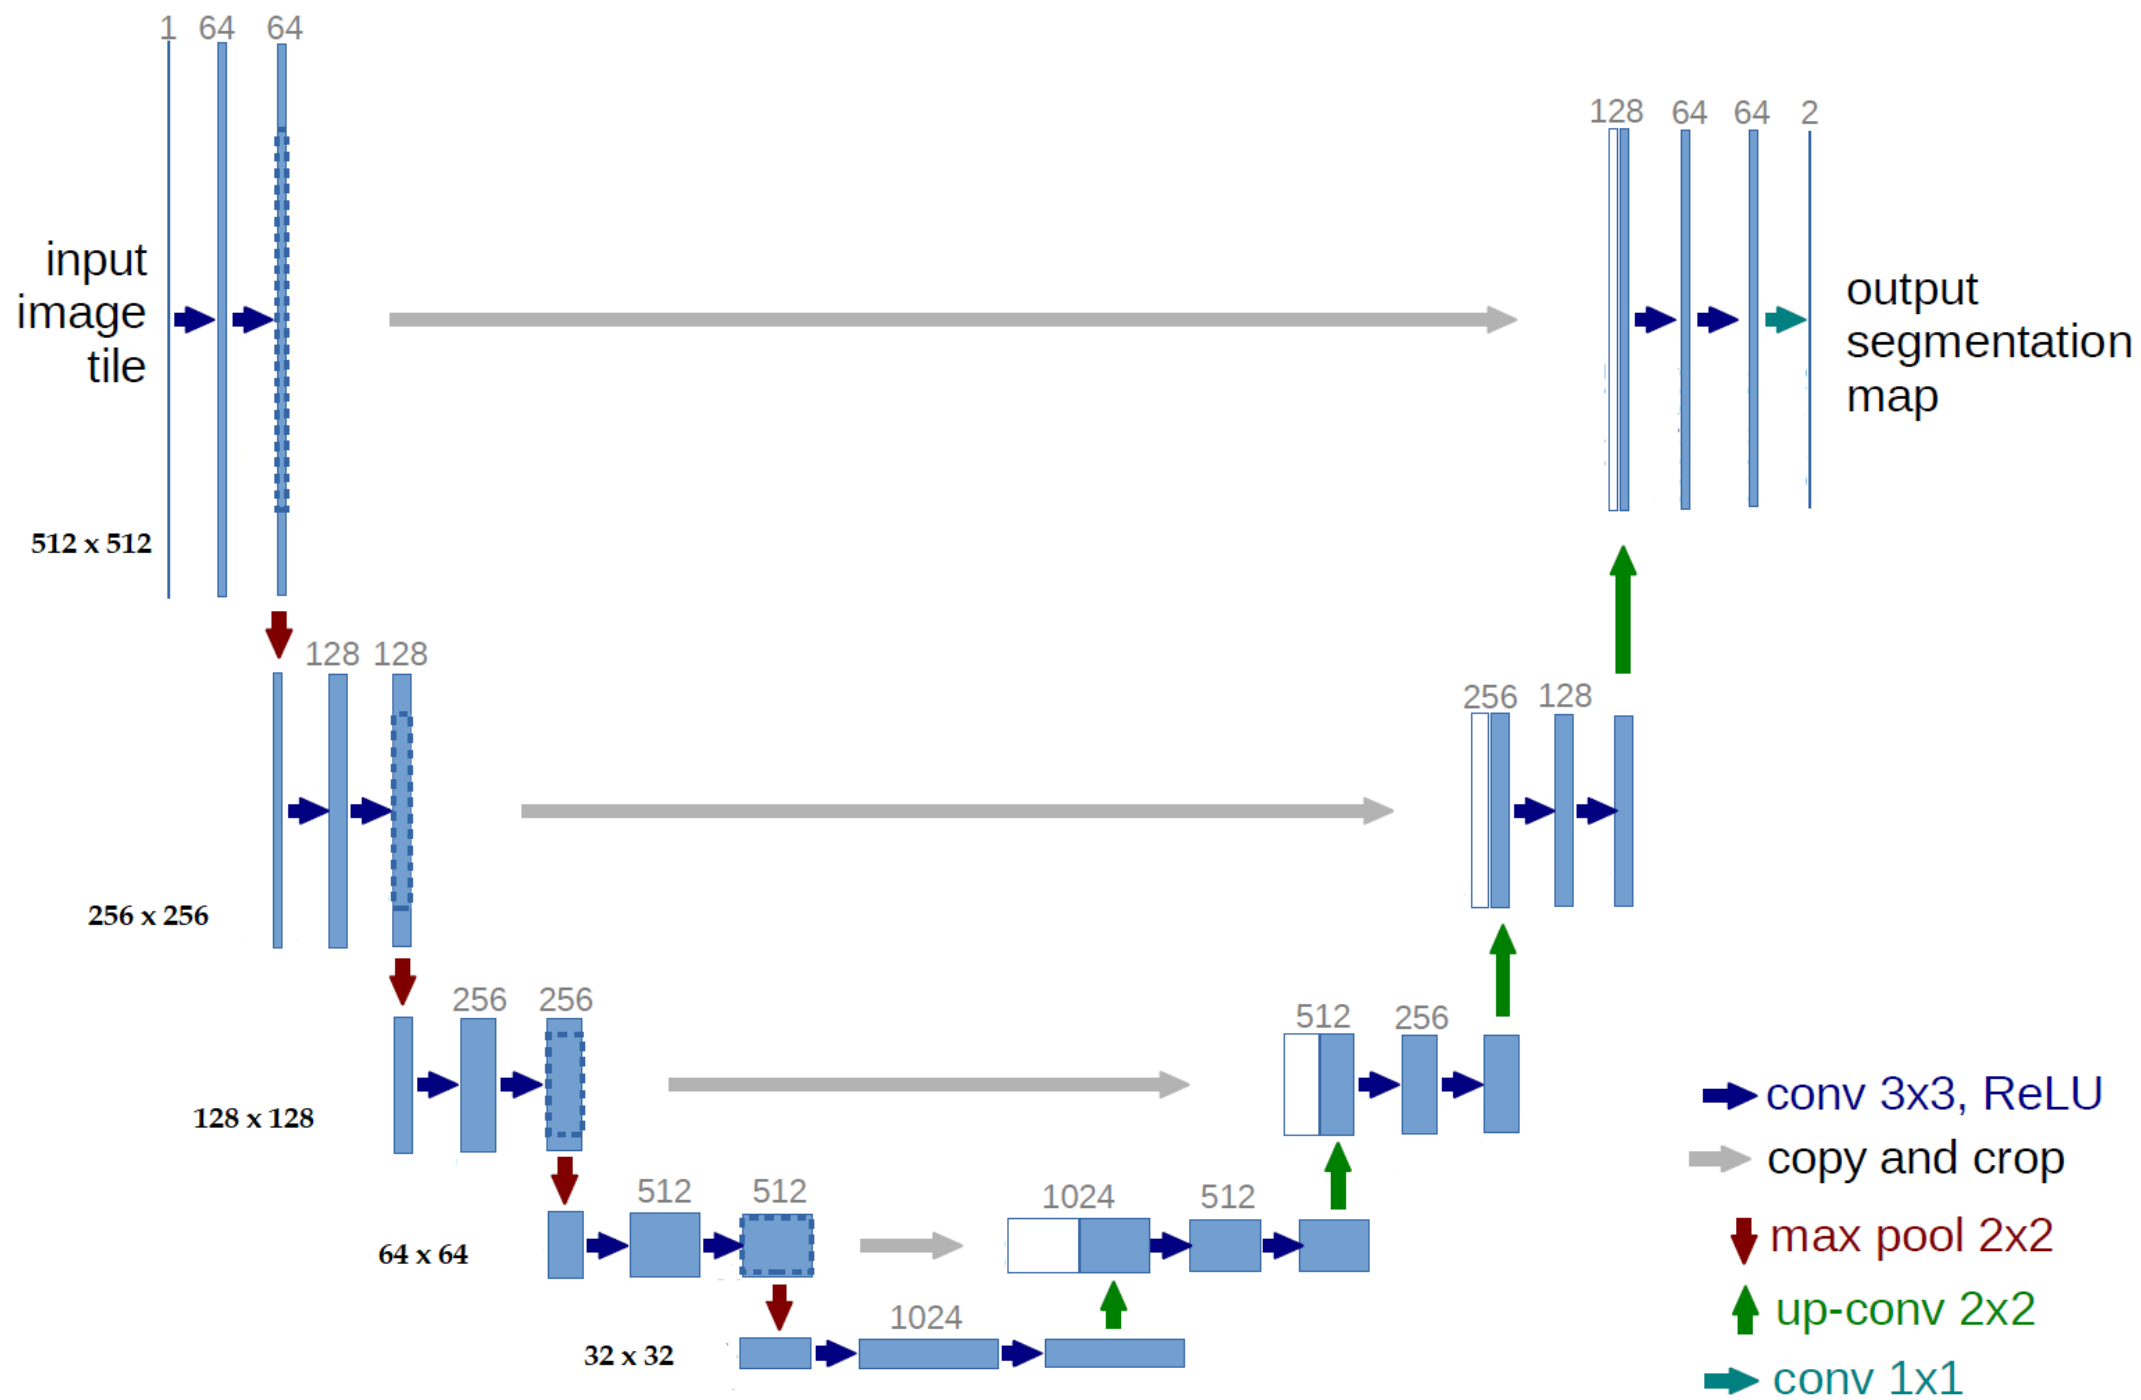 1 64 64
128 64 64 2
input
image
tile
output
segmentation
map
512 x 512
128 128
256 128
256 x 256
256 256
512 256
128 x 128
512 512
1024 512
64 x 64
1024
32 x 32
conv 3x3, ReLU
copy and crop
max pool 2x2
up-conv 2x2
conv 1x1